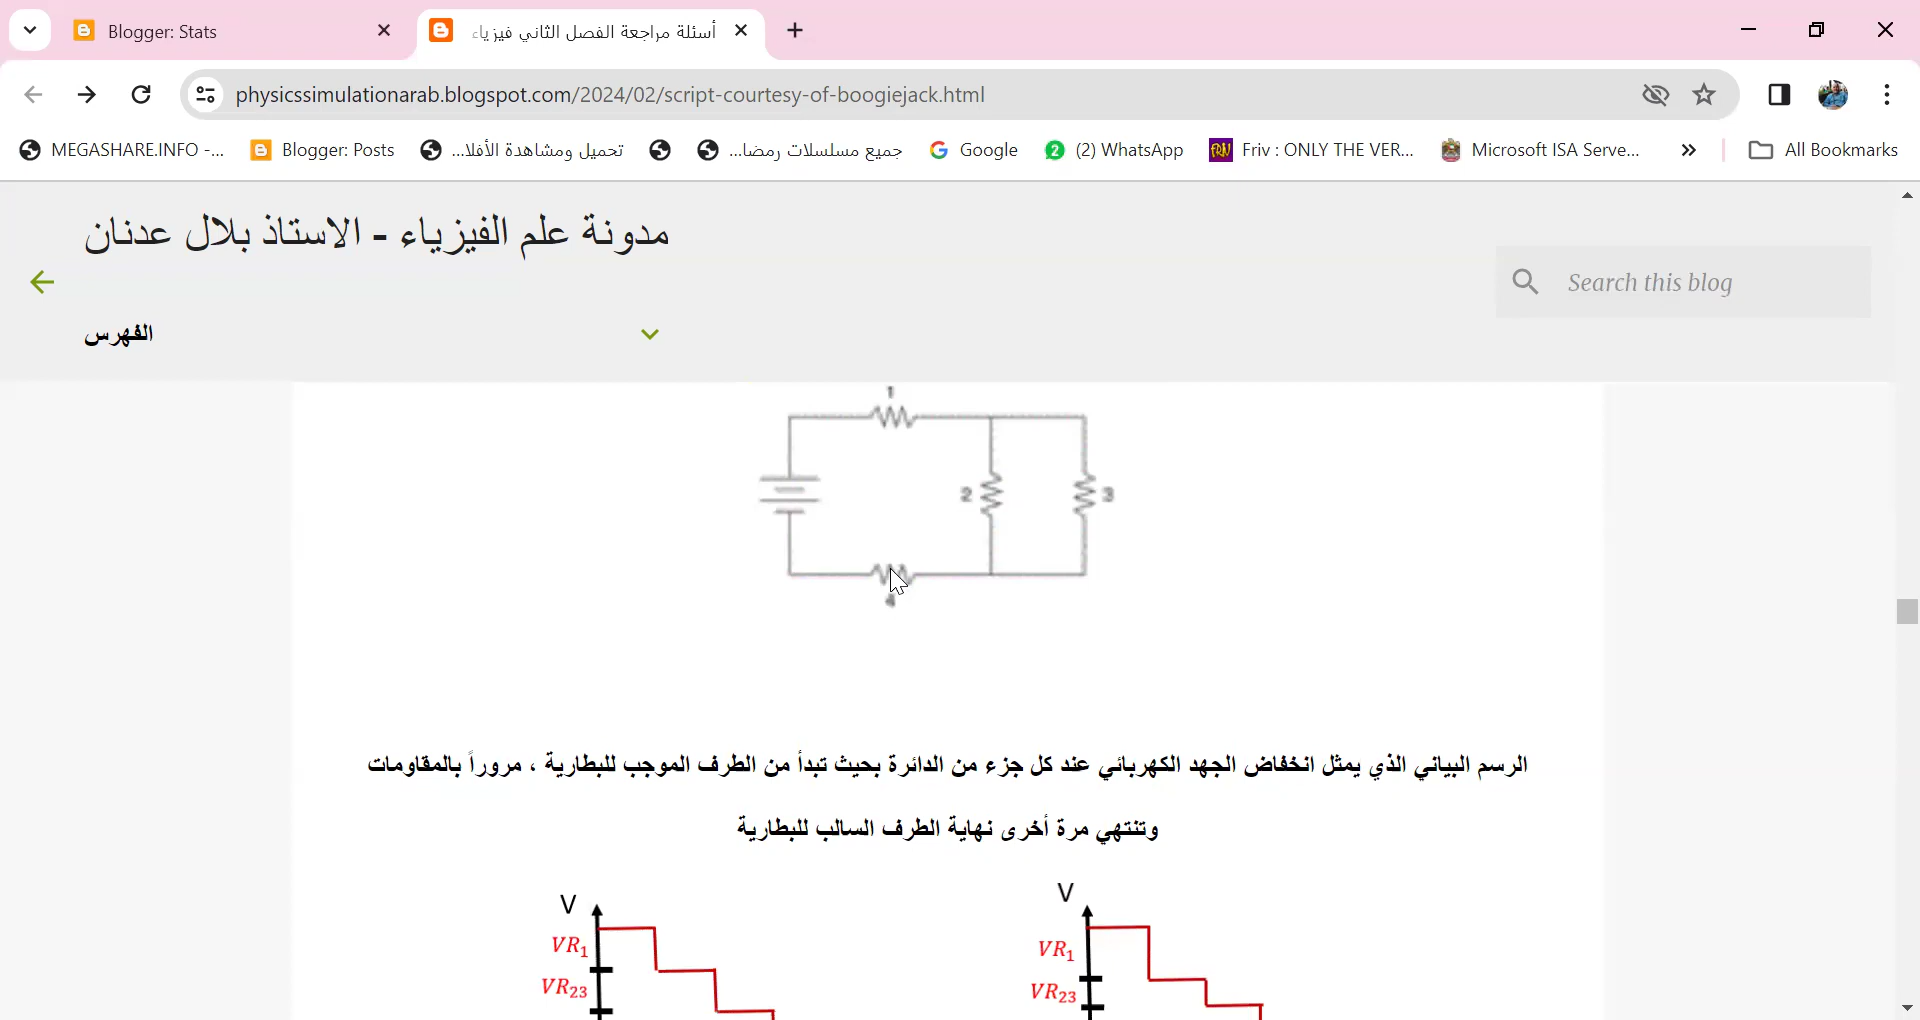 Blogger: Stats
أسئلة مراجعة الفصل الثاني فيزياء
physicssimulationarab.blogspot.com/2024/02/script-courtesy-of-boogiejack.html
MEGASHARE.INFO -...
Blogger: Posts
تحميل ومشاهدة الأفلا...
جميع مسلسلات رمضا...
Google
(2) WhatsApp
Friv : ONLY THE VER...
Microsoft ISA Serve...
»
All Bookmarks
مدونة علم الفيزياء - الاستاذ بلال عدنان
Search this blog
الفهرس
1
2
3
4
الرسم البياني الذي يمثل انخفاض الجهد الكهربائي عند كل جزء من الدائرة بحيث تبدأ من الطرف الموجب للبطارية ، مروراً بالمقاومات
وتنتهي مرة أخرى نهاية الطرف السالب للبطارية
V
VR₁
VR₂₃
V
VR₁
VR₂₃